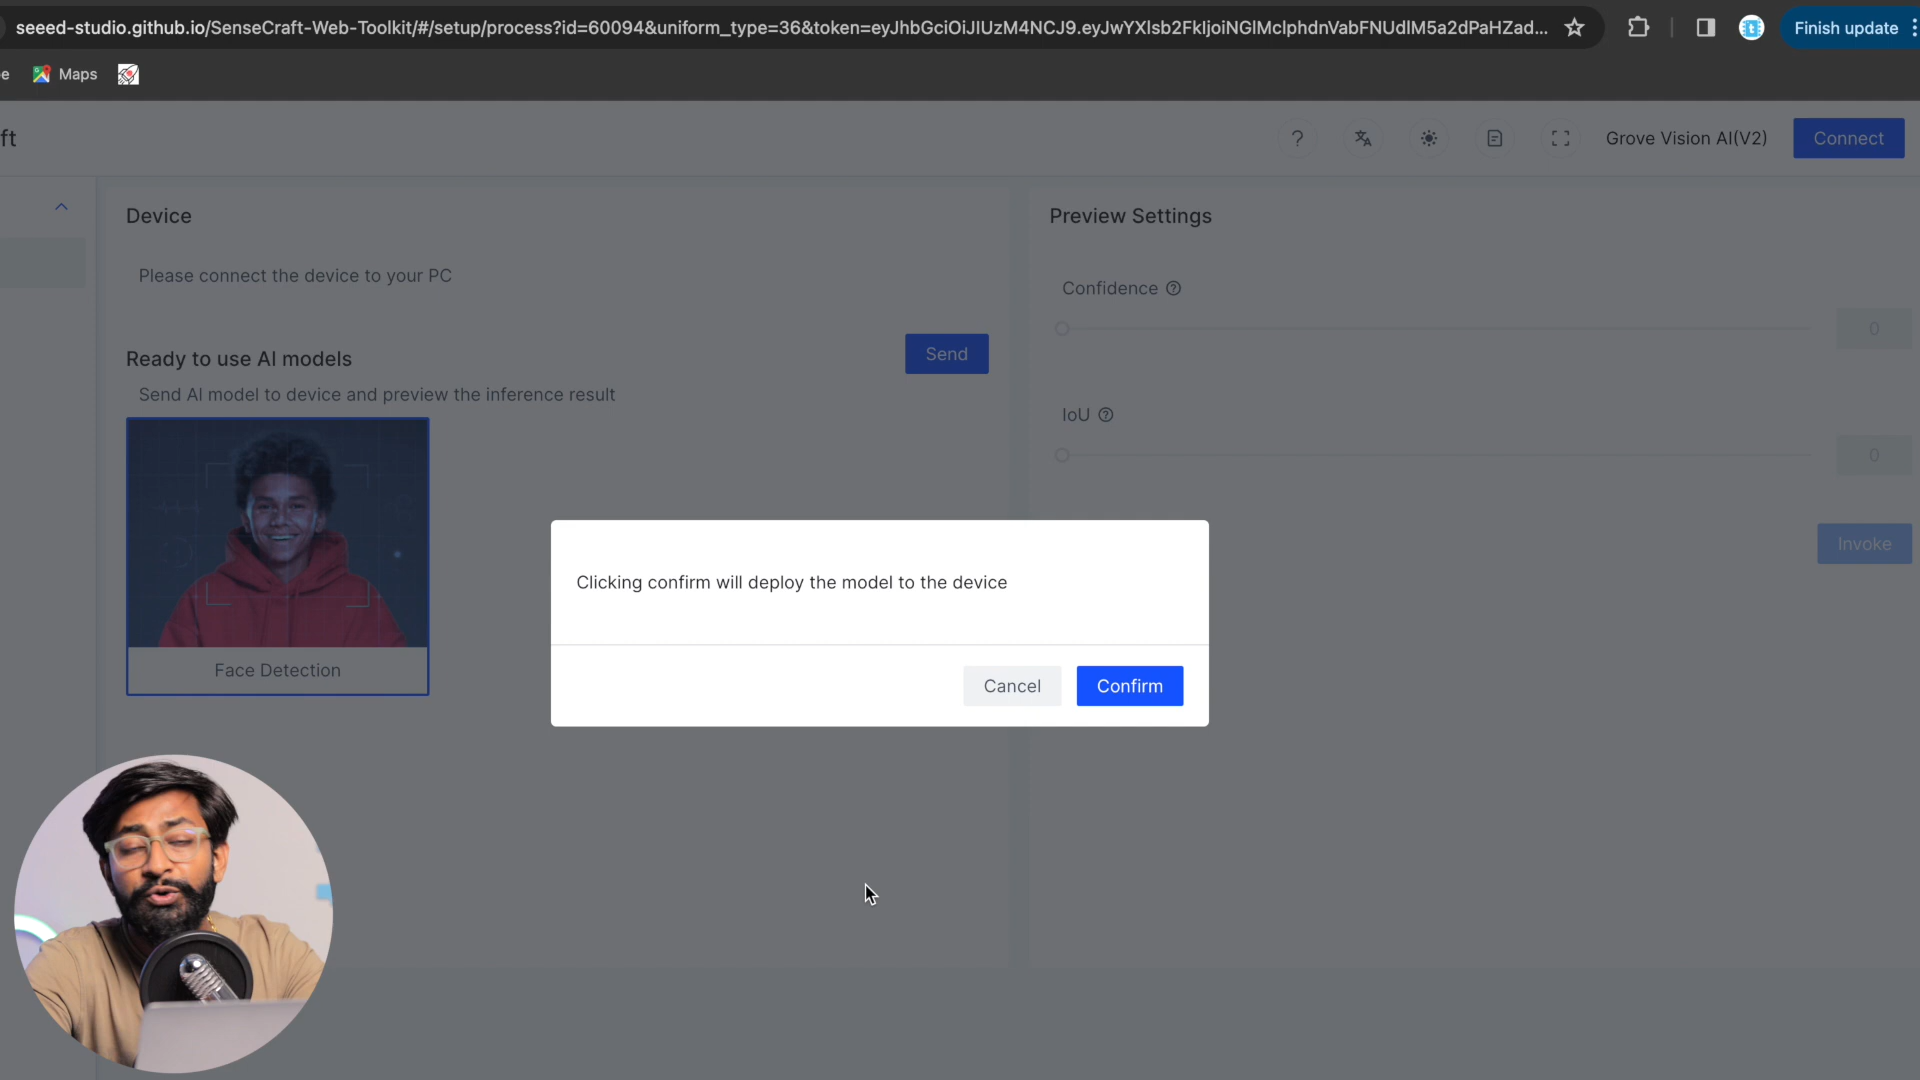 seeed-studio.github.io/SenseCraft-Web-Toolkit/#/setup/process?id=60094&uniform_type=36&token=eyJhbGciOiJIUzM4NCJ9.eyJwYXlsb2FkIjoiNGlMclphdnVabFNUdlM5a2dPaHZad...
Finish update
e
Maps
ft
Grove Vision AI(V2)
Connect
Device
Please connect the device to your PC
Ready to use AI models
Send
Send AI model to device and preview the inference result
Face Detection
Preview Settings
Confidence
0
IoU
0
Invoke
Clicking confirm will deploy the model to the device
Cancel
Confirm